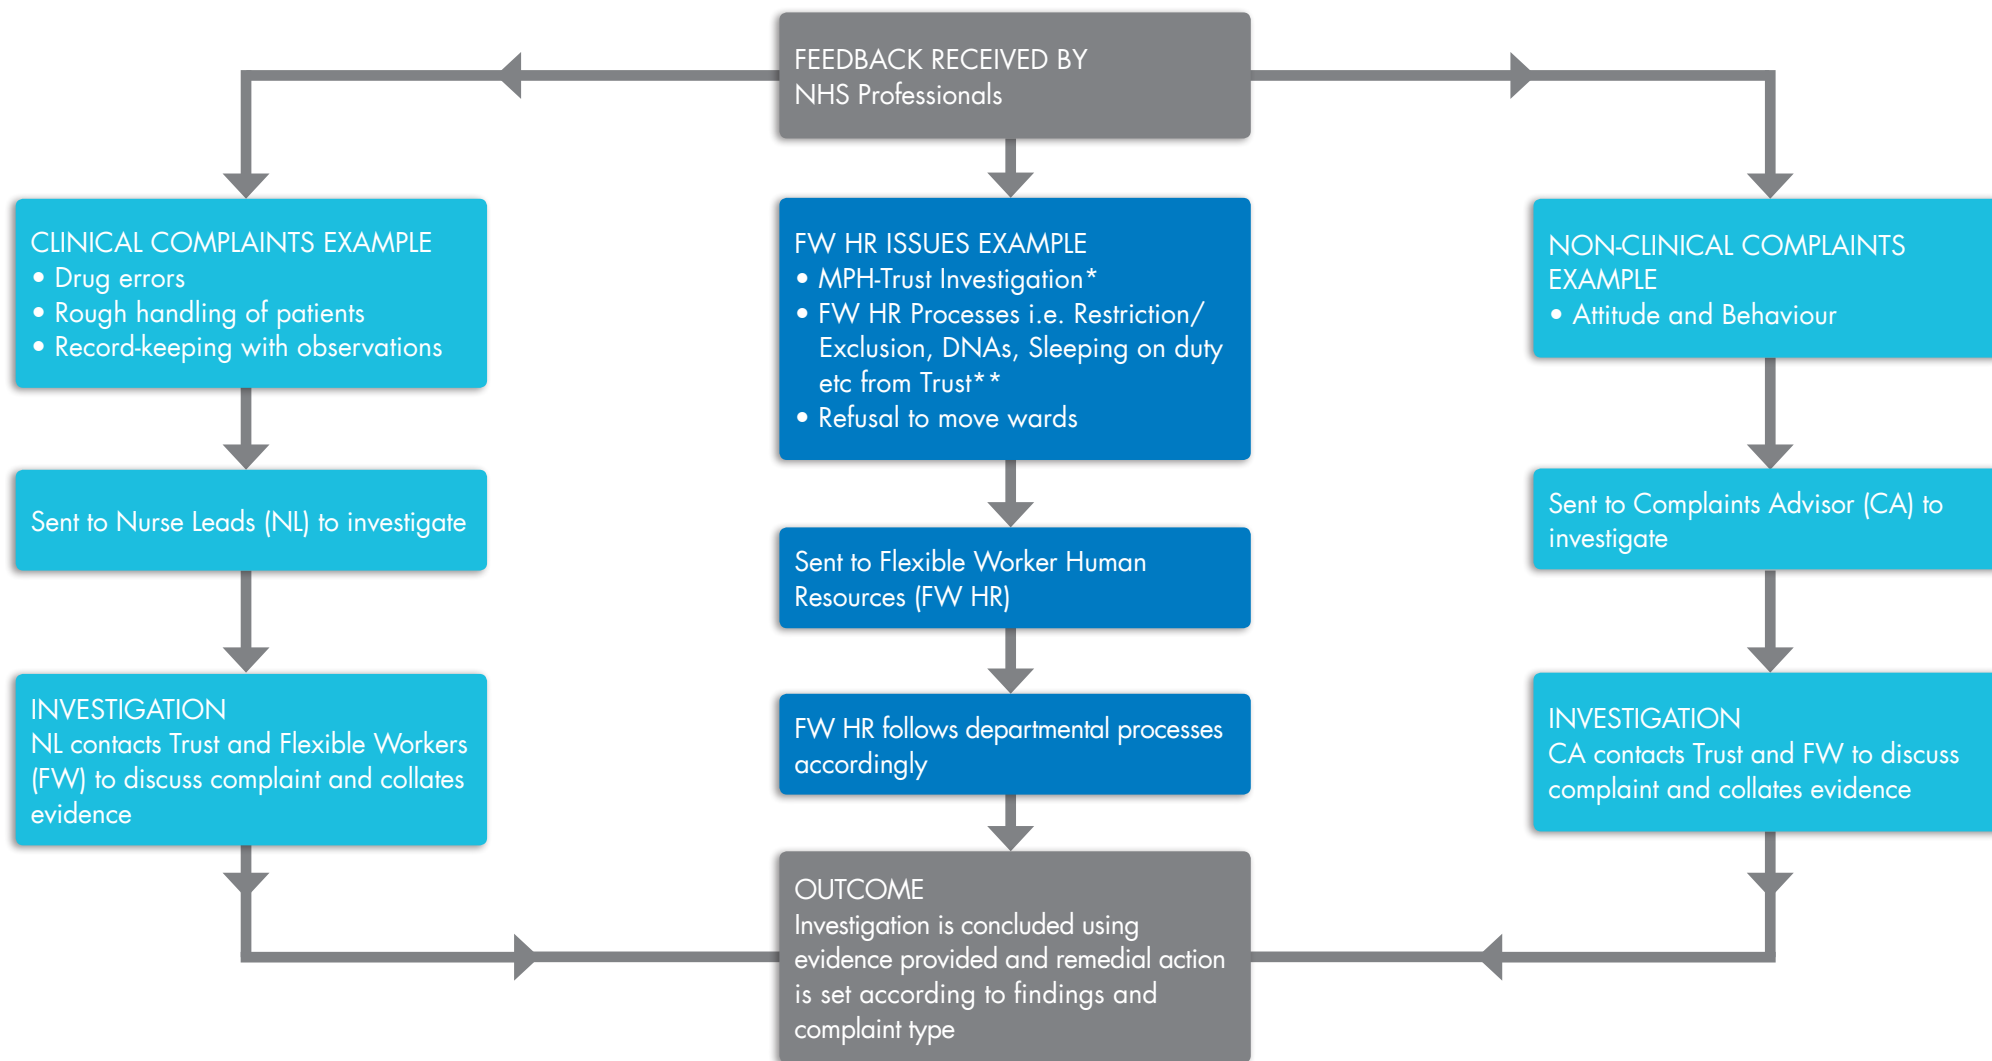 FEEDBACK RECEIVED BY
NHS Professionals
CLINICAL COMPLAINTS EXAMPLE
• Drug errors
• Rough handling of patients
• Record-keeping with observations
Sent to Nurse Leads (NL) to investigate
INVESTIGATION
NL contacts Trust and Flexible Workers
(FW) to discuss complaint and collates
evidence
FW HR ISSUES EXAMPLE
• MPH-Trust Investigation*
• FW HR Processes i.e. Restriction/
Exclusion, DNAs, Sleeping on duty
etc from Trust**
• Refusal to move wards
Sent to Flexible Worker Human
Resources (FW HR)
FW HR follows departmental processes
accordingly
NON-CLINICAL COMPLAINTS
EXAMPLE
• Attitude and Behaviour
Sent to Complaints Advisor (CA) to
investigate
INVESTIGATION
CA contacts Trust and FW to discuss
complaint and collates evidence
OUTCOME
Investigation is concluded using
evidence provided and remedial action
is set according to findings and
complaint type